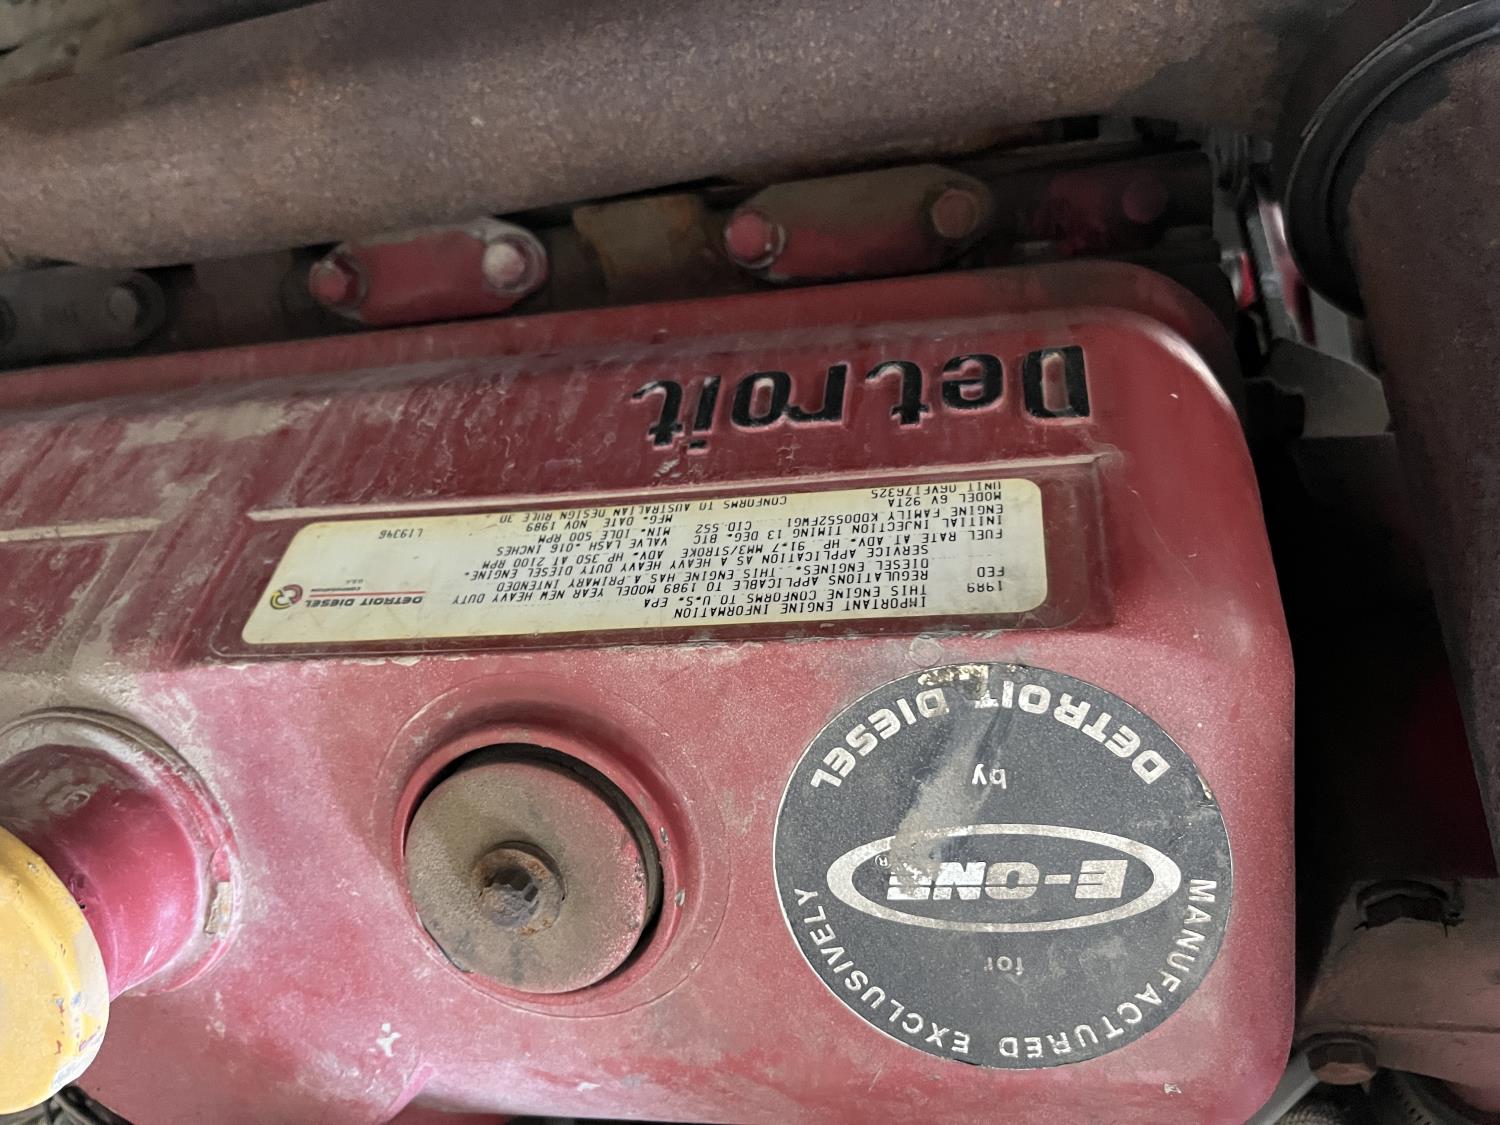 Detroit
1989
FED
IMPORTANT ENGINE INFORMATION
THIS ENGINE CONFORMS TO U.S. EPA
REGULATIONS APPLICABLE TO 1989 MODEL YEAR NEW HEAVY DUTY
DIESEL ENGINES. THIS ENGINE HAS A PRIMARY INTENDED
SERVICE APPLICATION AS A HEAVY HEAVY DUTY DIESEL ENGINE.
FUEL RATE AT ADV. HP 91.7 MM3/STROKE ADV. HP 350 AT 2100 RPM
INITIAL INJECTION TIMING 13 DEG. BTC VALVE LASH .016 INCHES
ENGINE FAMILY KDD0552FWG1 CID 552 MIN. IDLE 500 RPM
MODEL 6V 92TA MFG. DATE NOV 1989
UNIT 06VF176325 CONFORMS TO AUSTRALIAN DESIGN RULE 30
L19346
DETROIT DIESEL
CORPORATION
U.S.A.
MANUFACTURED EXCLUSIVELY
for
E-ONE®
by
DETROIT DIESEL